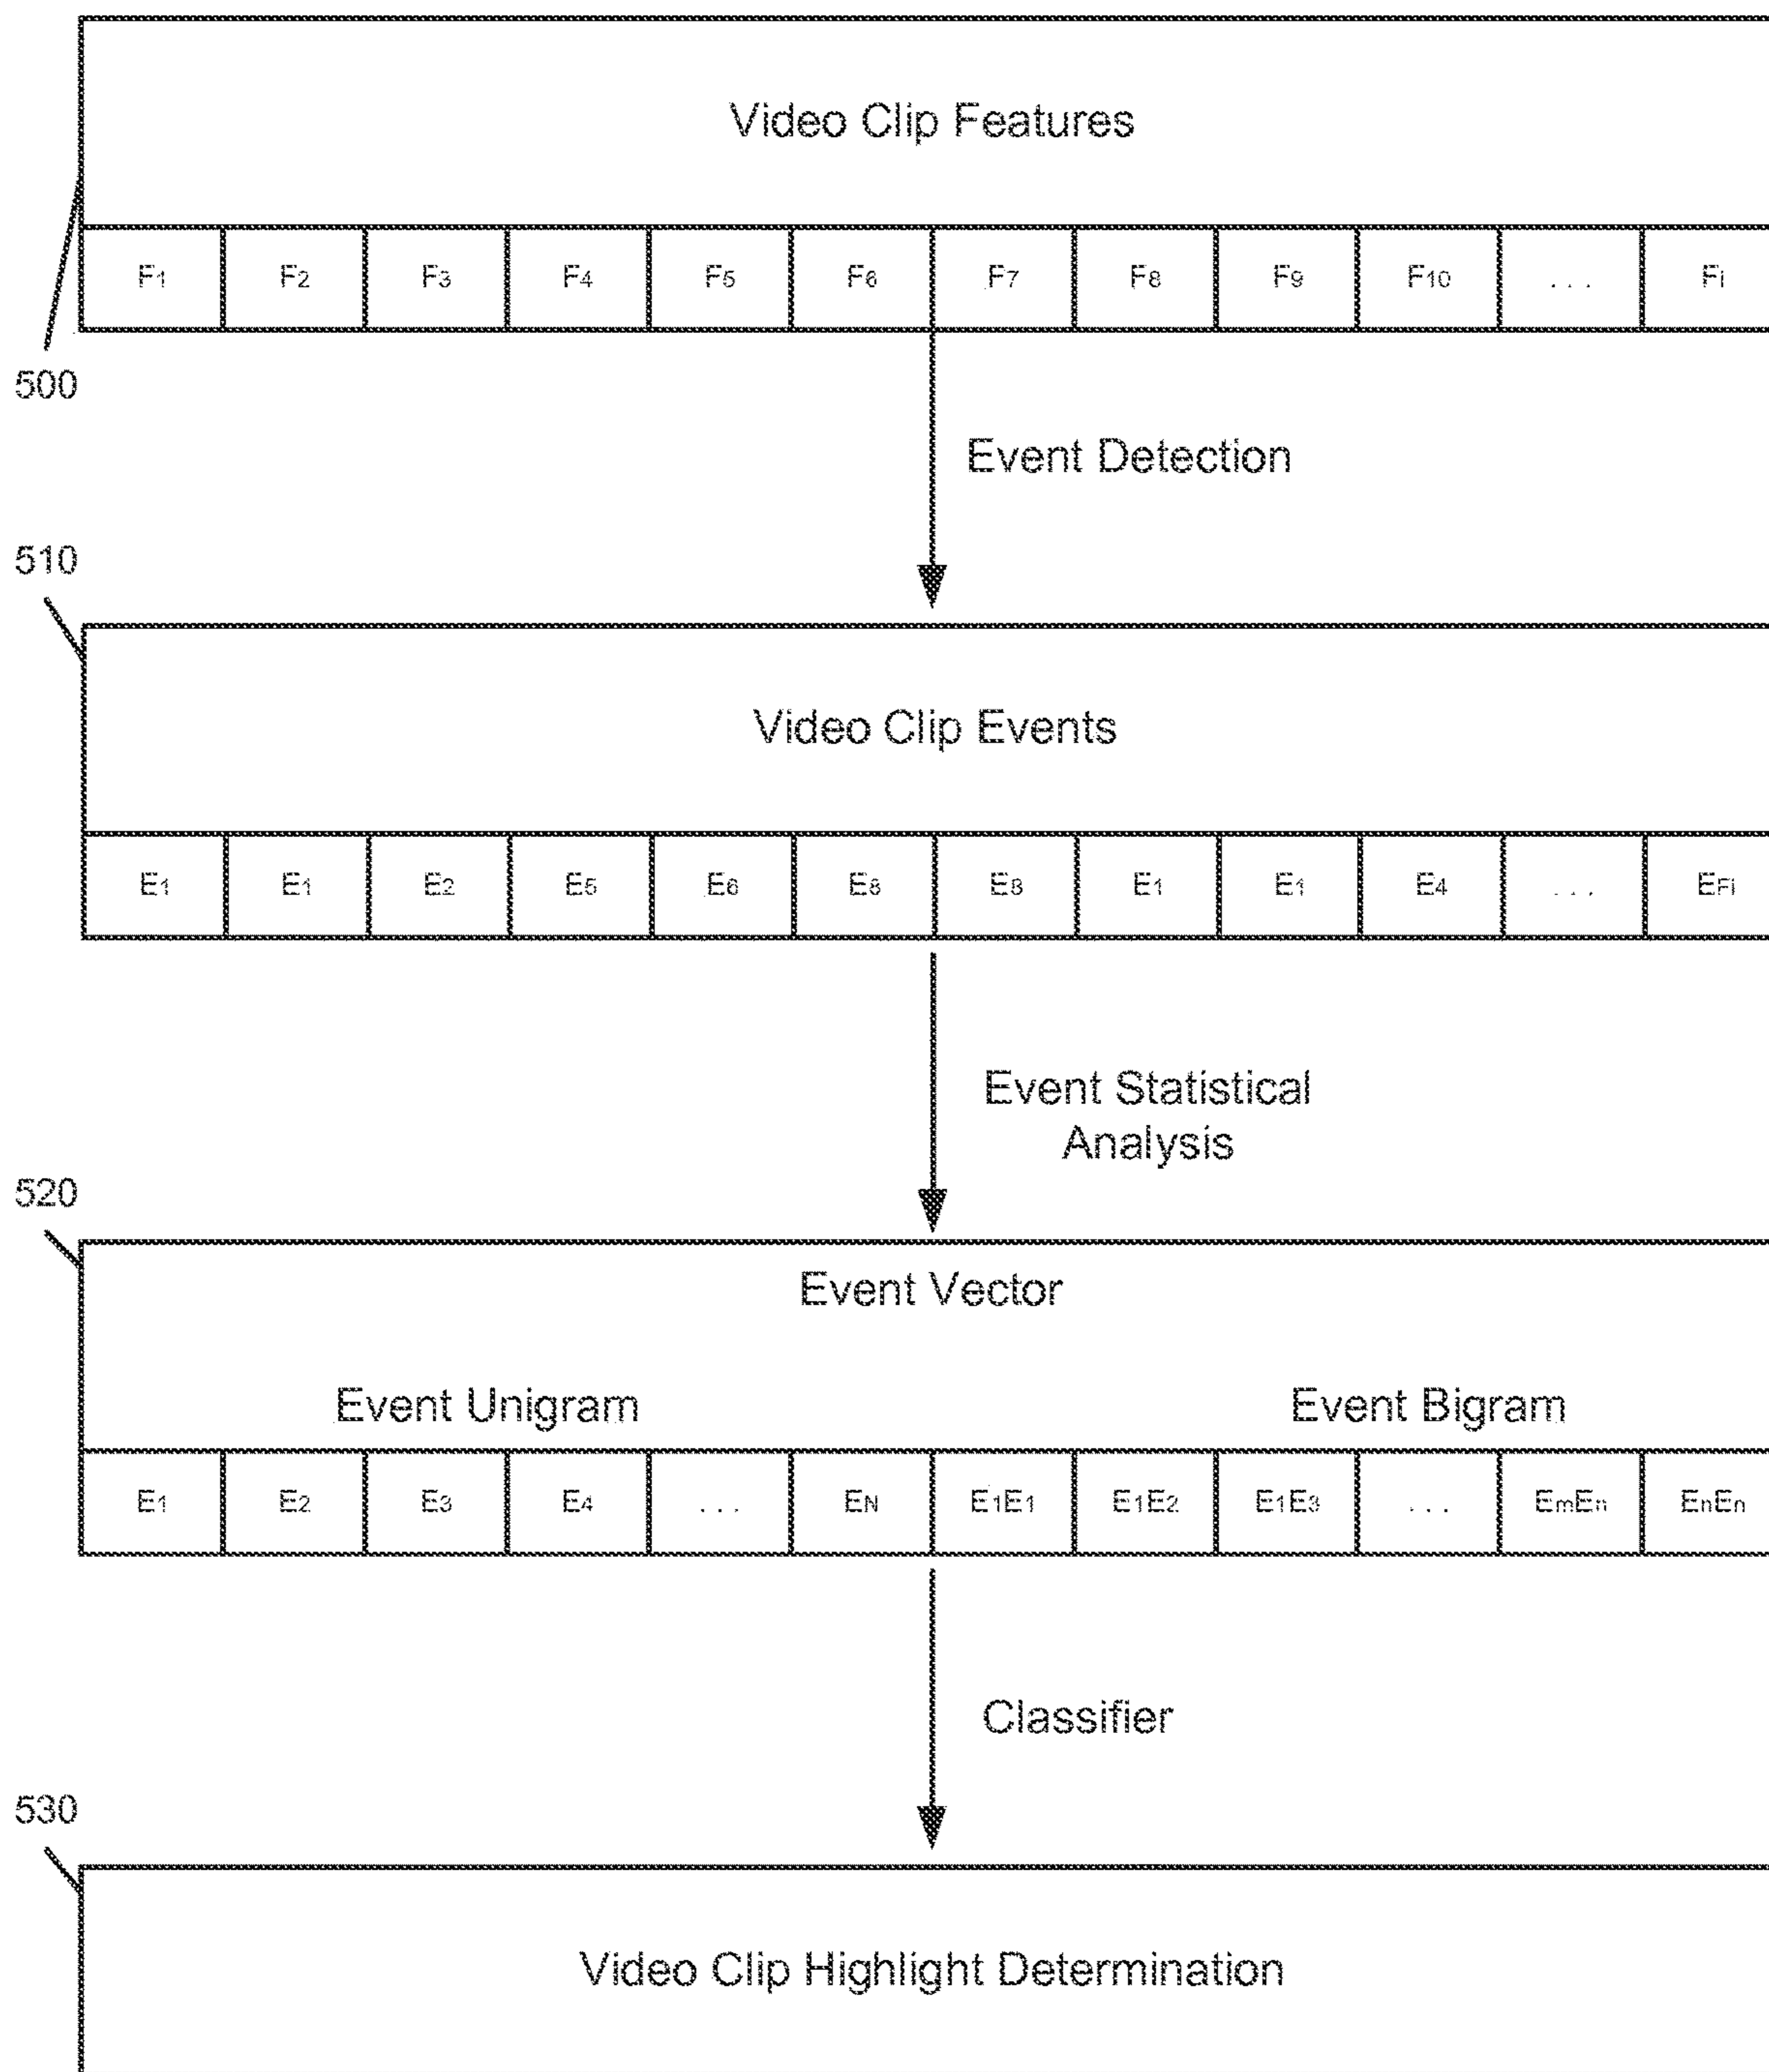 Video Clip Features
F1 F2 F3 F4 F5 F6 F7 F8 F9 F10 . . . Fi
500
Event Detection
510
Video Clip Events
E1 E1 E2 E5 E6 E8 E8 E1 E1 E4 . . . EFi
Event Statistical
Analysis
520
Event Vector
Event Unigram Event Bigram
E1 E2 E3 E4 . . . EN E1E1 E1E2 E1E3 . . . EmEn EnEn
Classifier
530
Video Clip Highlight Determination